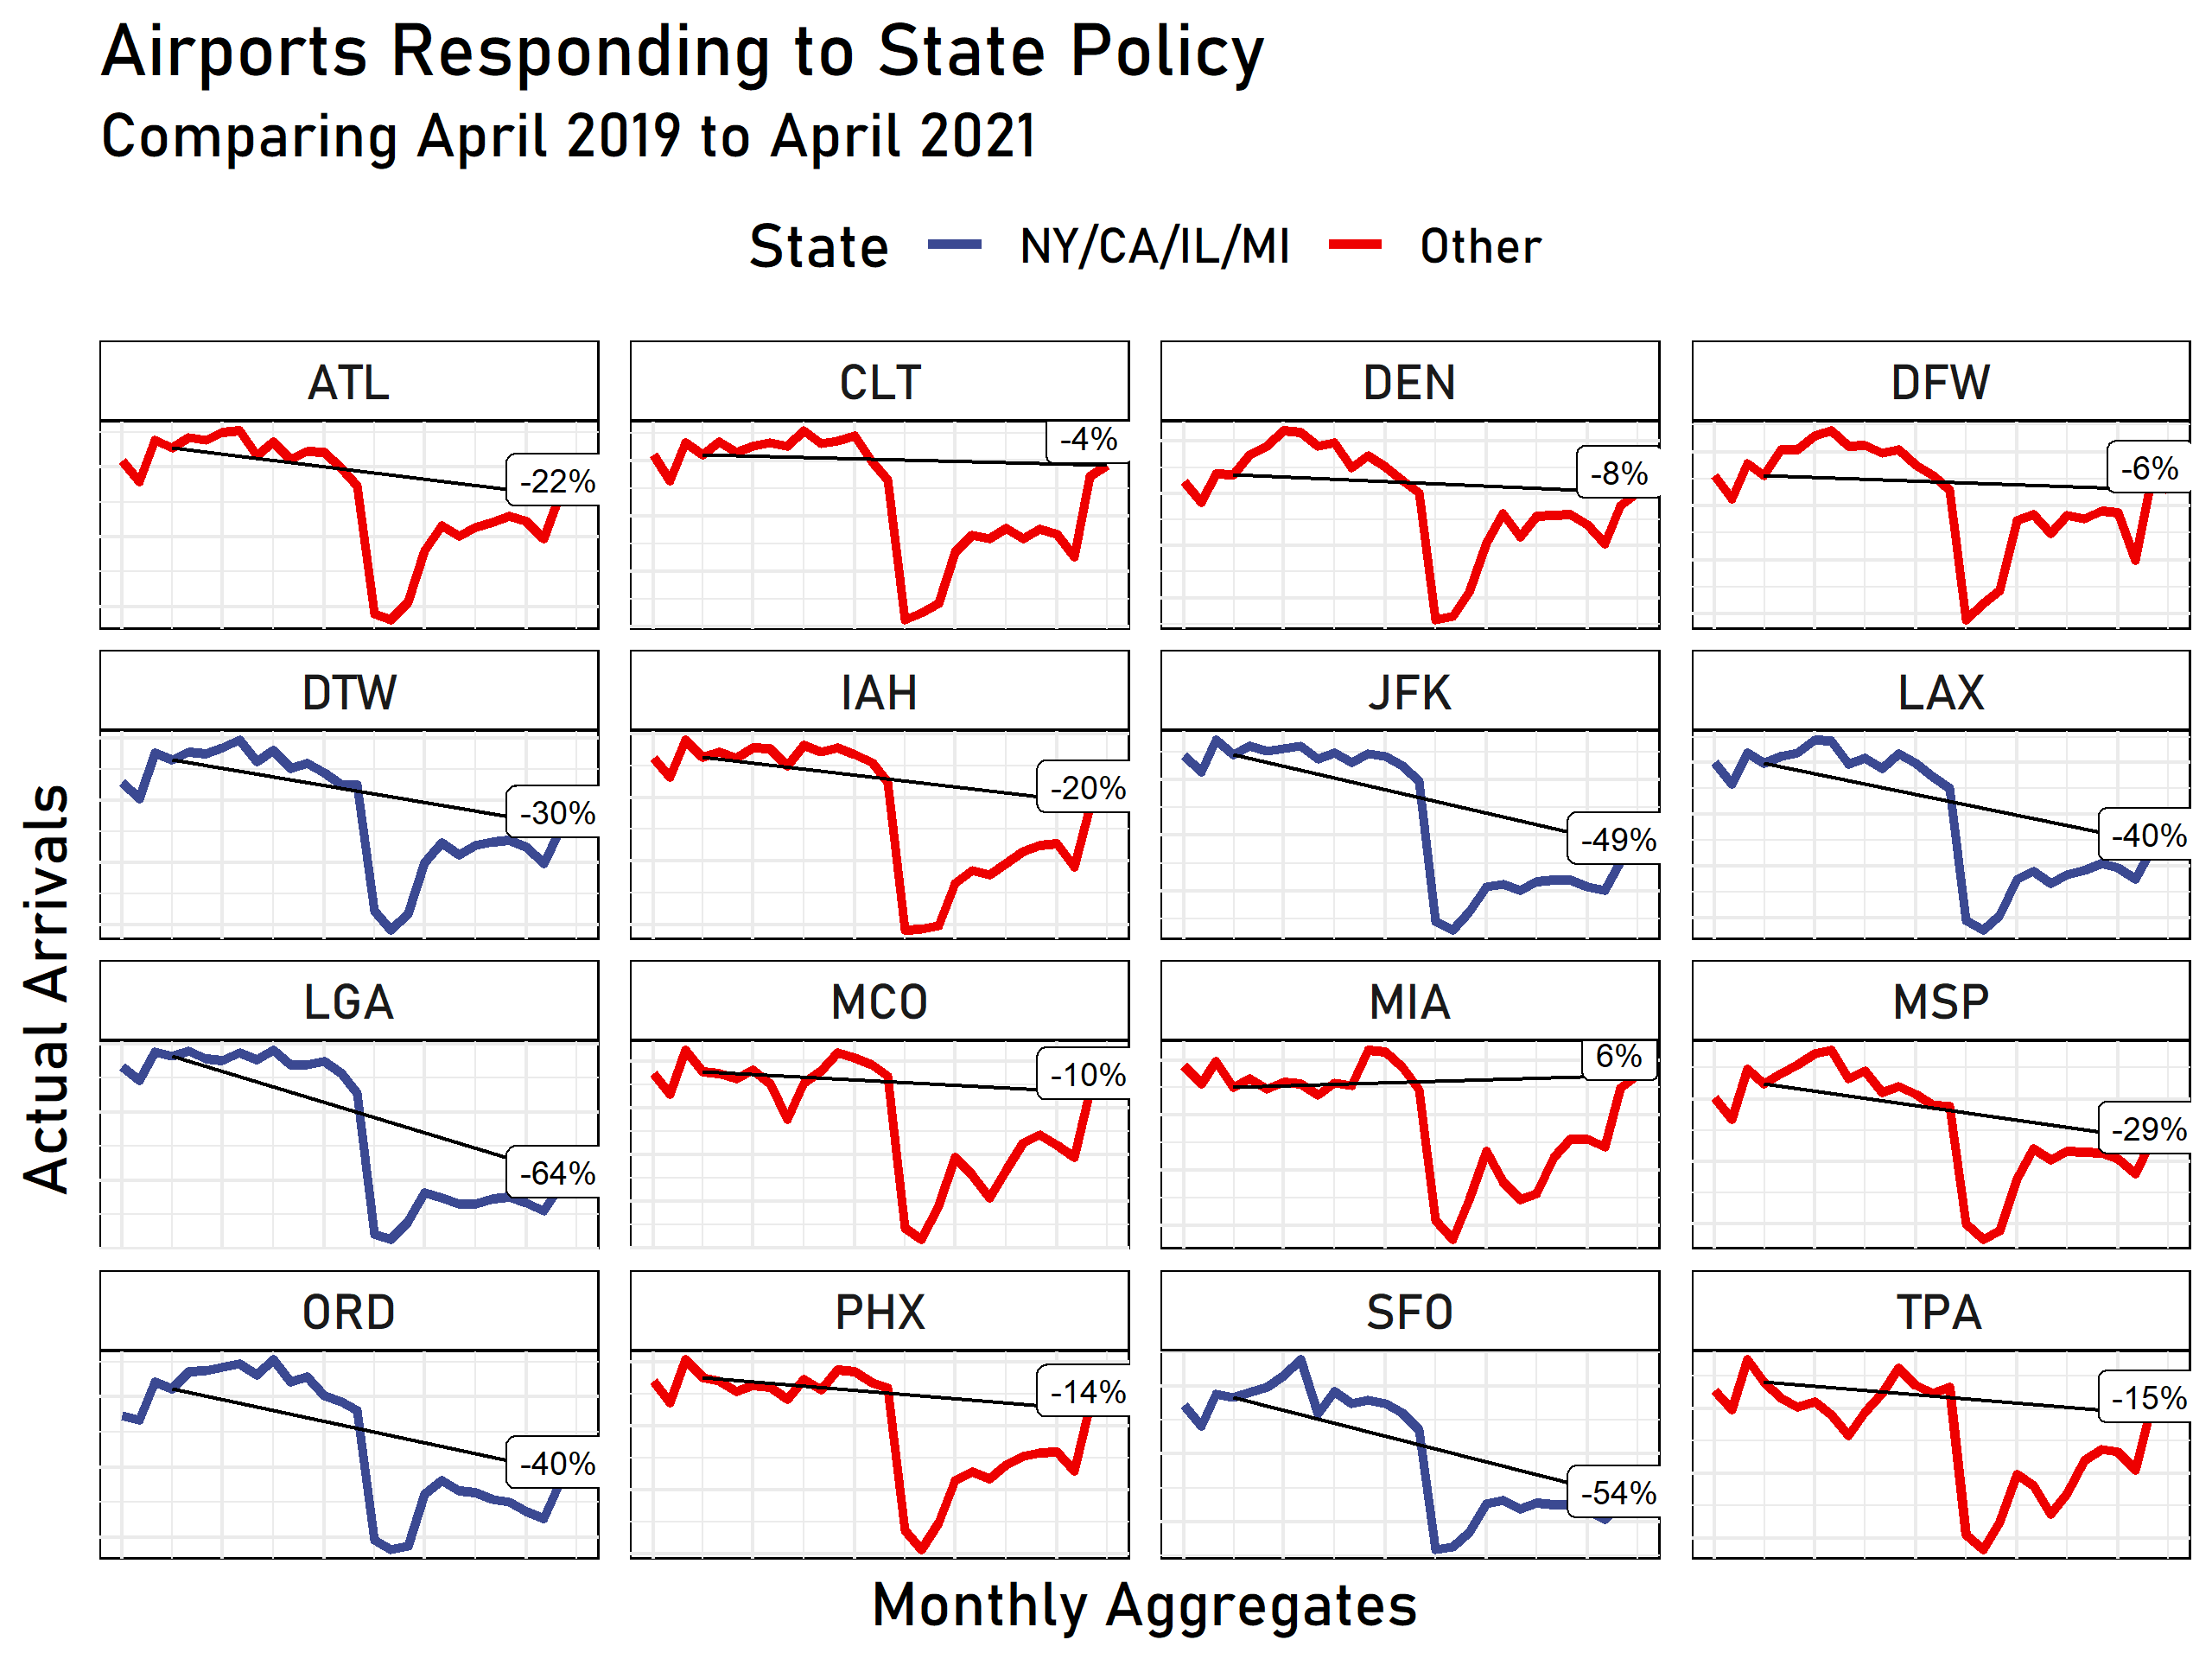 Airports Responding to State Policy
Comparing April 2019 to April 2021
State NY/CA/IL/MI Other
ATL CLT DEN DFW
-22% -4% -8% -6%
DTW IAH JFK LAX
-30% -20% -49% -40%
LGA MCO MIA MSP
-64% -10% 6% -29%
ORD PHX SFO TPA
-40% -14% -54% -15%
Actual Arrivals
Monthly Aggregates